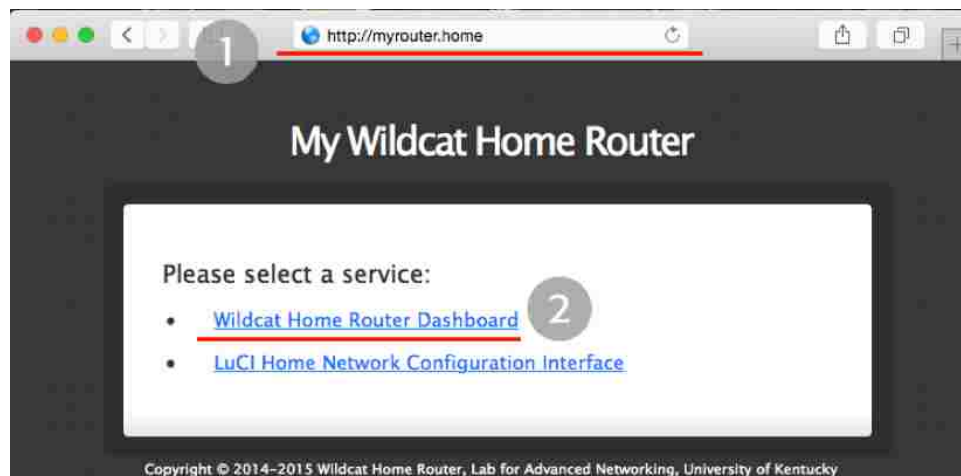 1
http://myrouter.home
My Wildcat Home Router
Please select a service:
• Wildcat Home Router Dashboard
2
• LuCI Home Network Configuration Interface
Copyright © 2014-2015 Wildcat Home Router, Lab for Advanced Networking, University of Kentucky